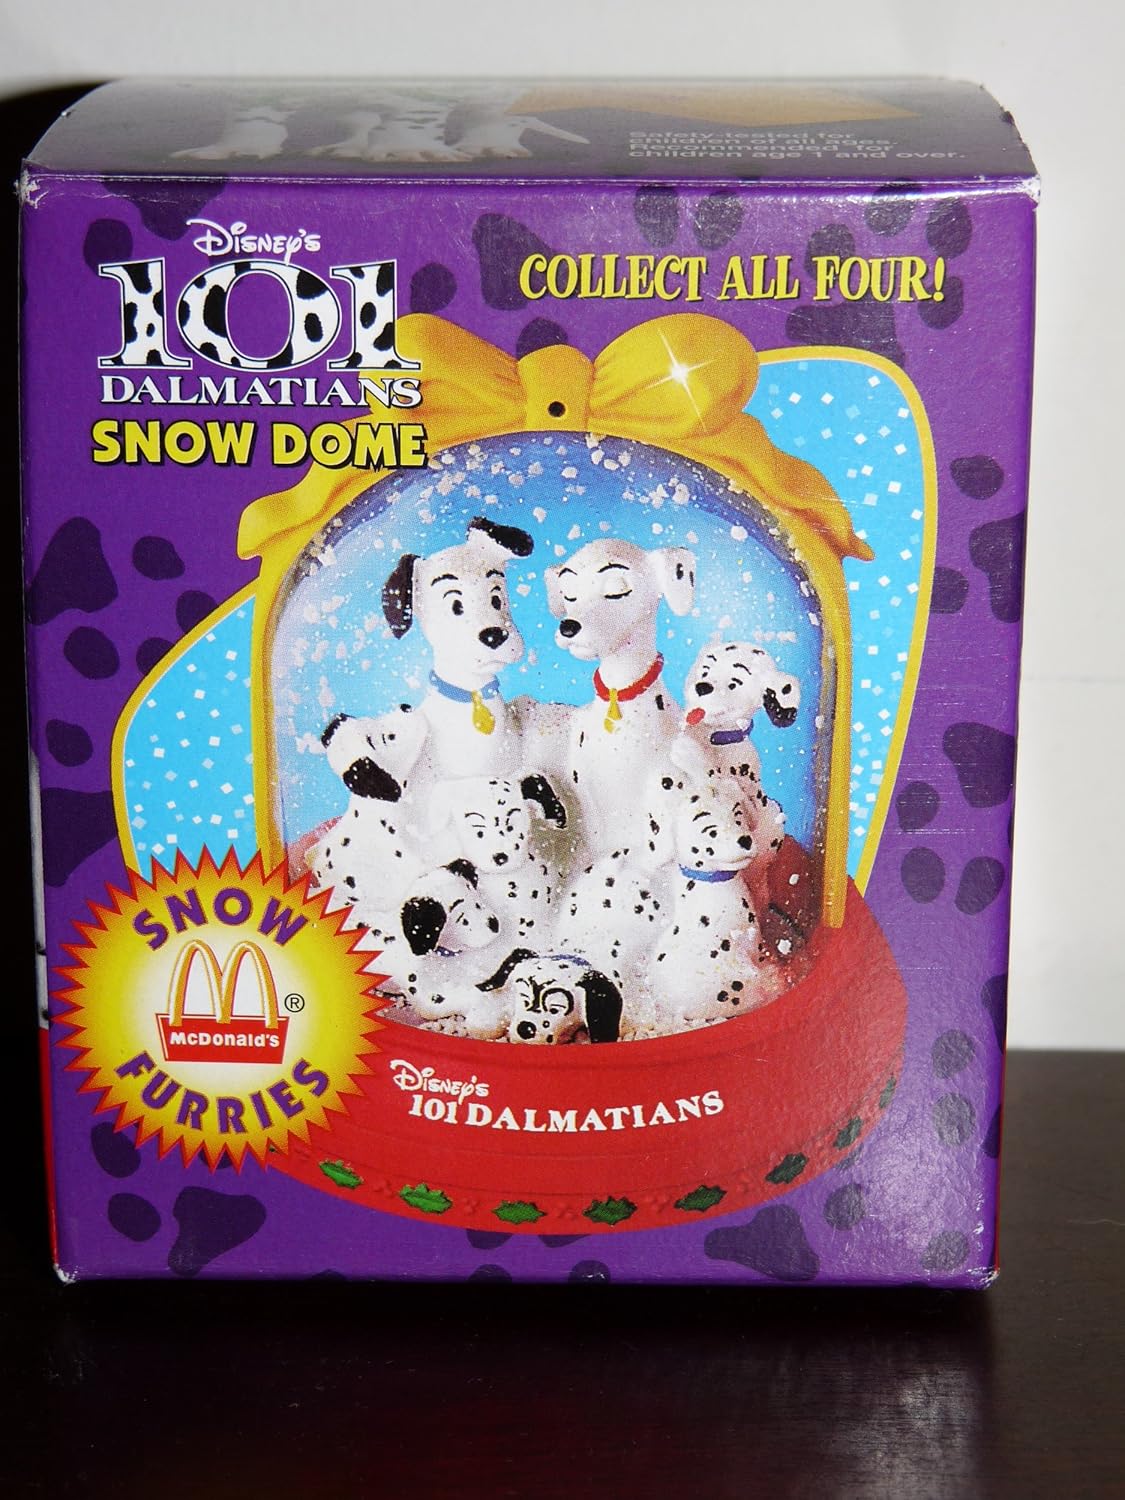 Safety-tested for
children of all ages.
Recommended for
children age 1 and over.
Disney's
101
DALMATIANS
SNOW DOME
COLLECT ALL FOUR!
SNOW
McDonald's ®
FURRIES
Disney's
101 DALMATIANS